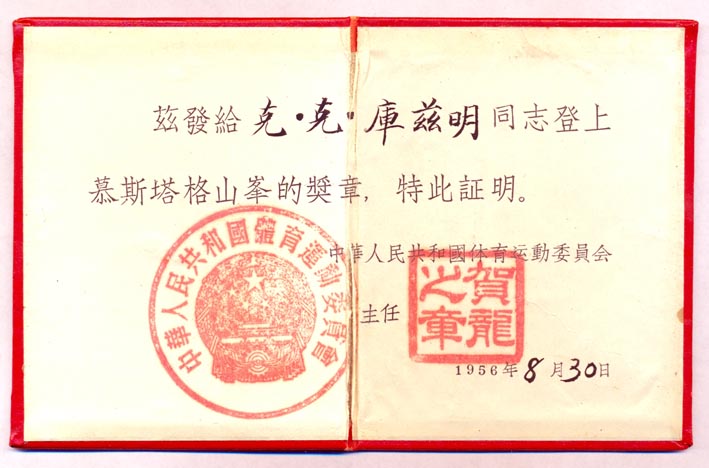 茲發給克·克·庫兹明同志登上
慕斯塔格山峯的奬章，特此証明。
中華人民共和國体育运動委員会
主任
賀龍之章
1956年8月30日
中華人民共和國體育運動委員會